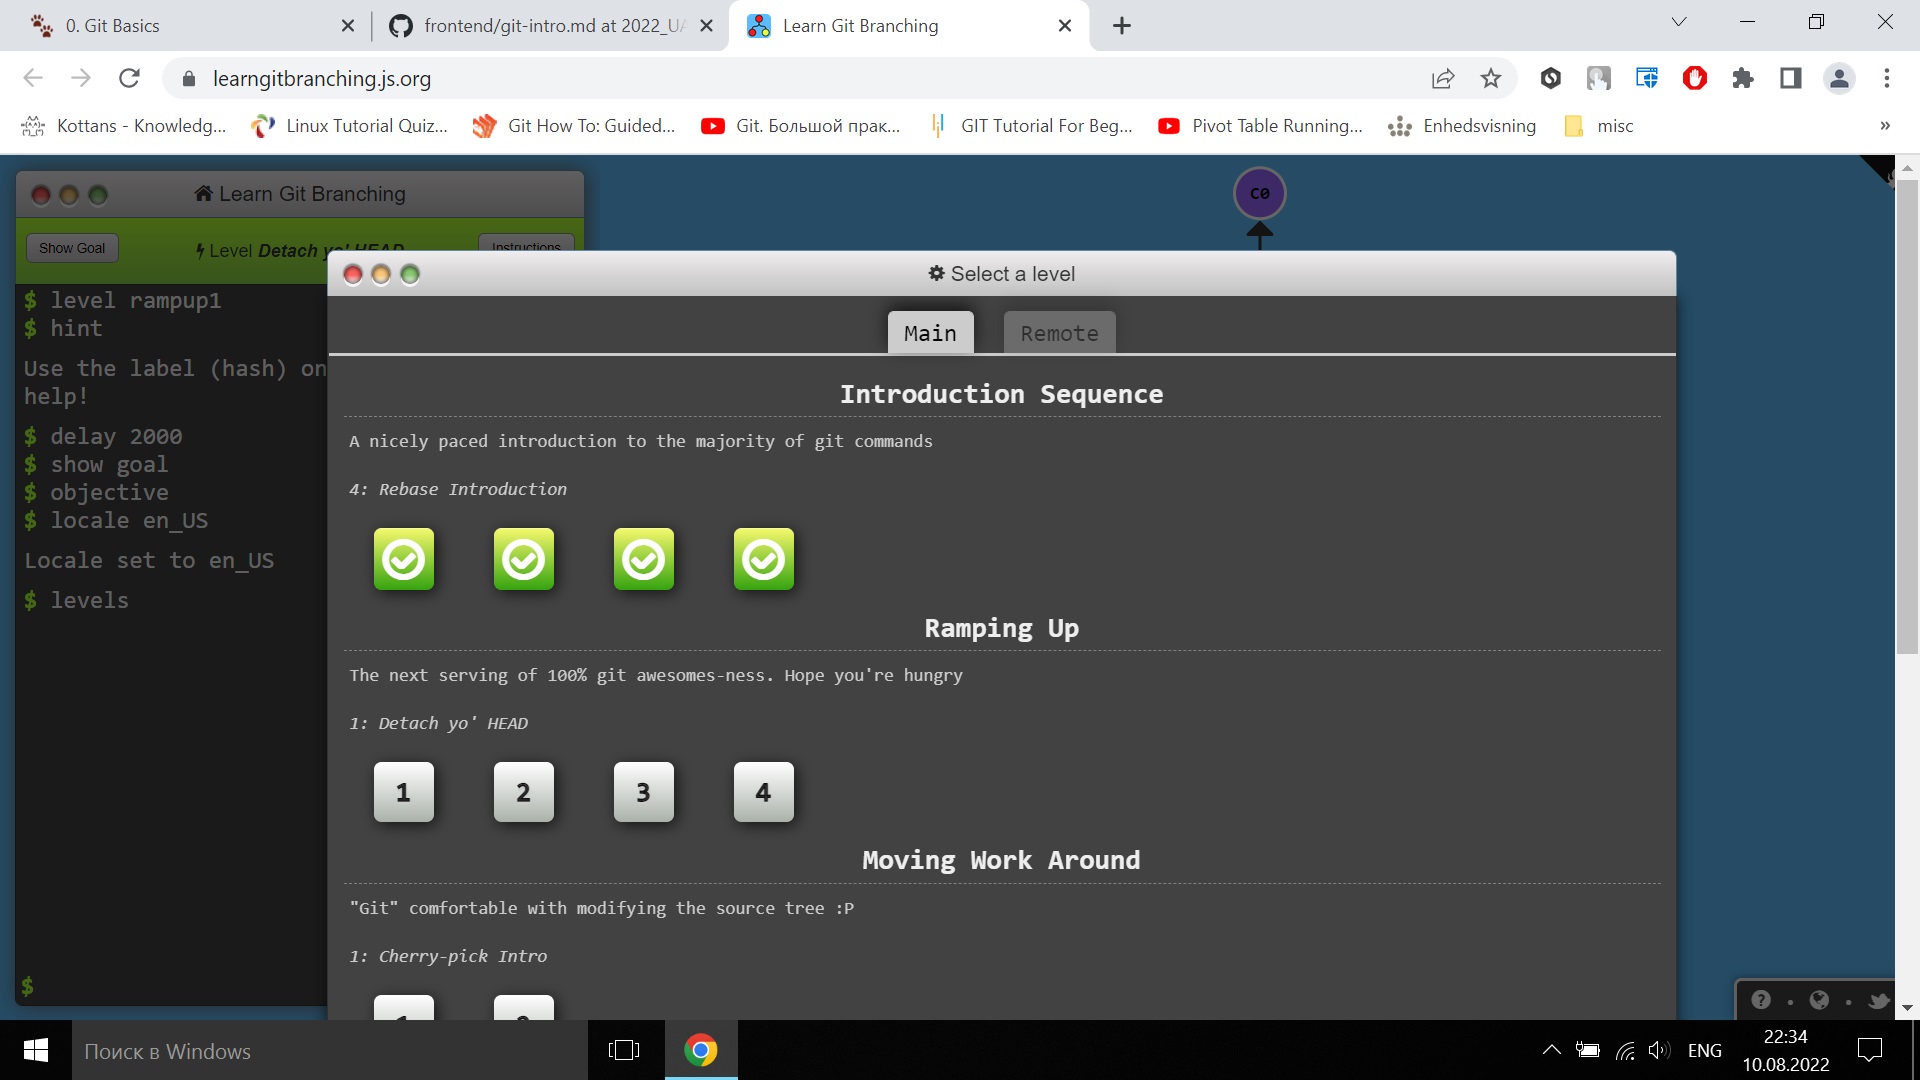 0. Git Basics
frontend/git-intro.md at 2022_UA
Learn Git Branching
learngitbranching.js.org
Kottans - Knowledg...
Linux Tutorial Quiz...
Git How To: Guided...
Git. Большой прак...
GIT Tutorial For Beg...
Pivot Table Running...
Enhedsvisning
misc
»
Learn Git Branching
Show Goal
Level Detach yo' HEAD
Instructions
$ level rampup1
$ hint
Use the label (hash) on
help!
$ delay 2000
$ show goal
$ objective
$ locale en_US
Locale set to en_US
$ levels
$
C0
Select a level
Main
Remote
Introduction Sequence
A nicely paced introduction to the majority of git commands
4: Rebase Introduction
Ramping Up
The next serving of 100% git awesomes-ness. Hope you're hungry
1: Detach yo' HEAD
1 2 3 4
Moving Work Around
"Git" comfortable with modifying the source tree :P
1: Cherry-pick Intro
1 2
?
Поиск в Windows
ENG
22:34
10.08.2022